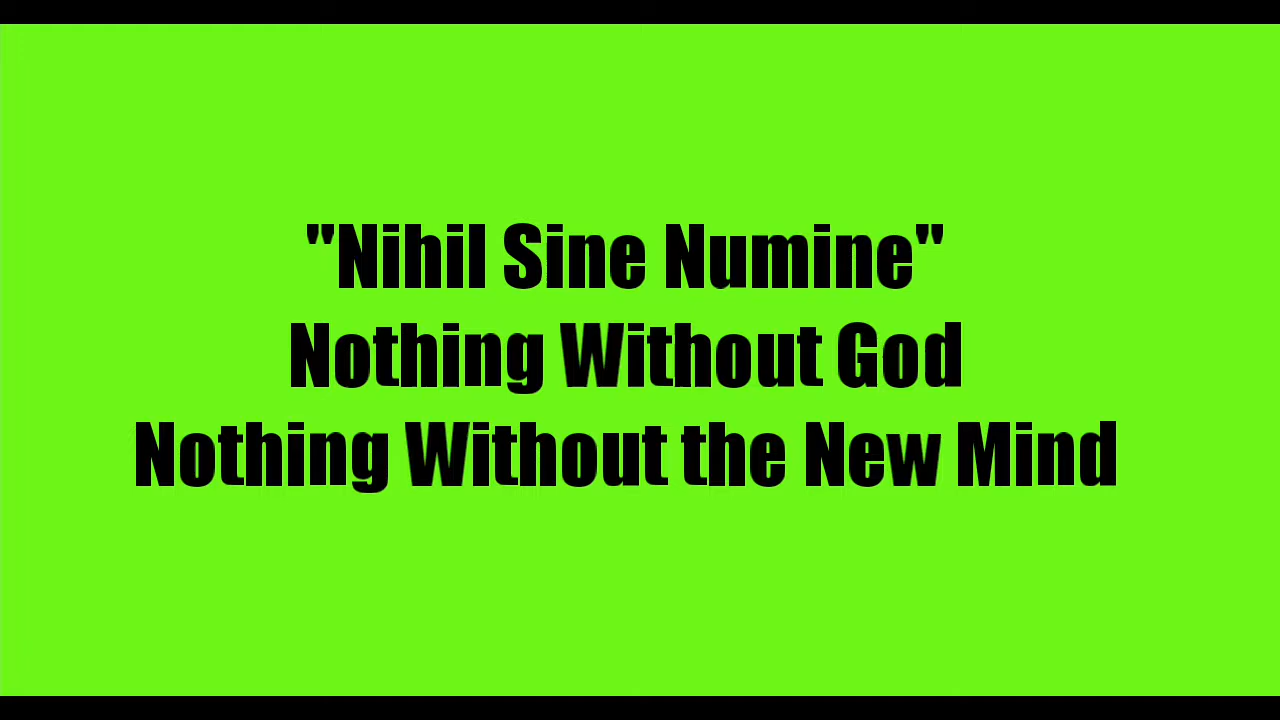 "Nihil Sine Numine"
Nothing Without God
Nothing Without the New Mind